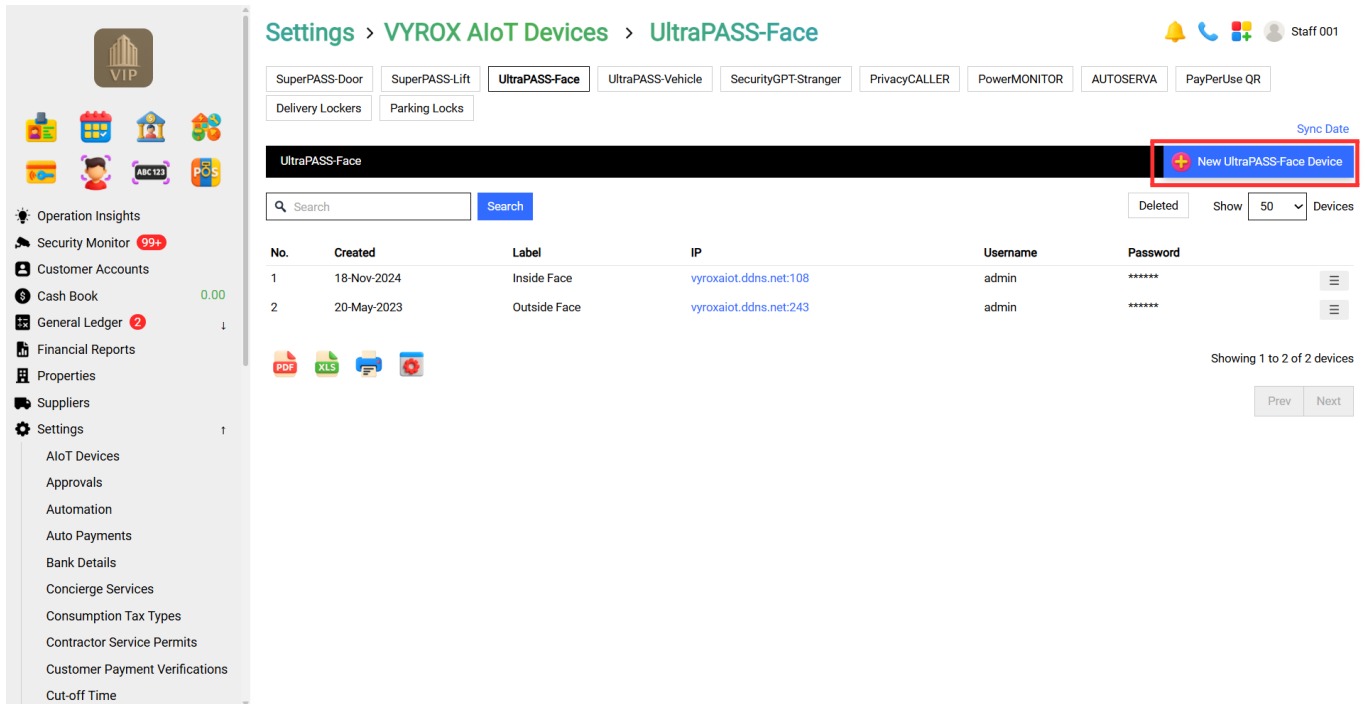 VIP
ABC 123
POS
Operation Insights
Security Monitor 99+
Customer Accounts
Cash Book 0.00
General Ledger 2 ↓
Financial Reports
Properties
Suppliers
Settings ↑
AIoT Devices
Approvals
Automation
Auto Payments
Bank Details
Concierge Services
Consumption Tax Types
Contractor Service Permits
Customer Payment Verifications
Cut-off Time
Settings › VYROX AIoT Devices › UltraPASS-Face
Staff 001
SuperPASS-Door SuperPASS-Lift UltraPASS-Face UltraPASS-Vehicle SecurityGPT-Stranger PrivacyCALLER PowerMONITOR AUTOSERVA PayPerUse QR
Delivery Lockers Parking Locks
Sync Date
UltraPASS-Face New UltraPASS-Face Device
Search Search Deleted Show 50 Devices
No. Created Label IP Username Password
1 18-Nov-2024 Inside Face vyroxaiot.ddns.net:108 admin ******
2 20-May-2023 Outside Face vyroxaiot.ddns.net:243 admin ******
PDF XLS Showing 1 to 2 of 2 devices
Prev Next